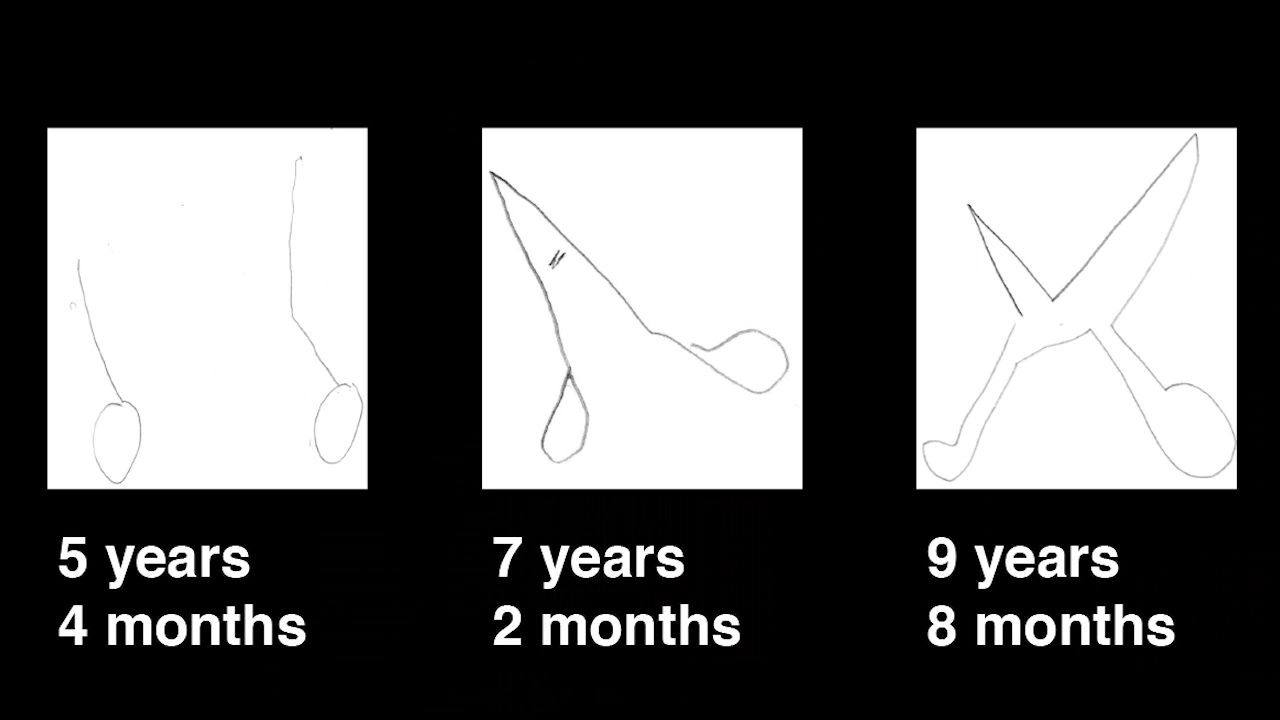 5 years
4 months
7 years
2 months
9 years
8 months